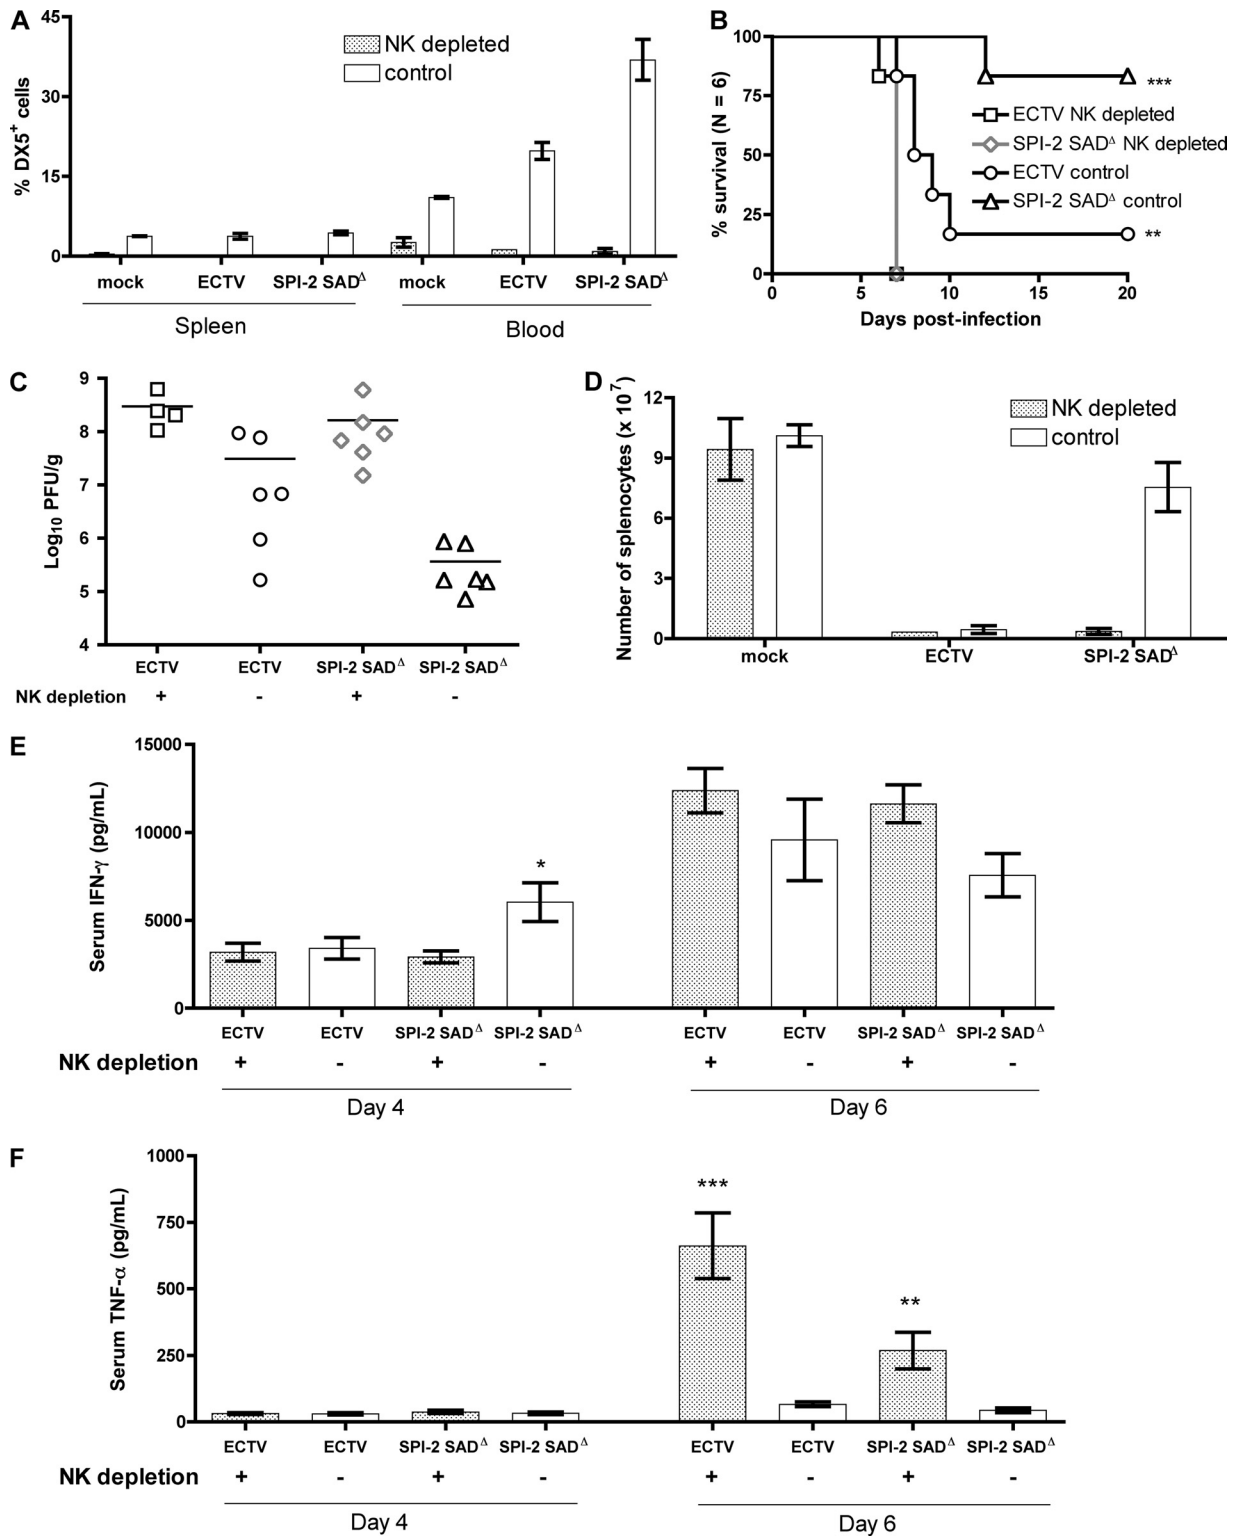 A
45
30
15
0
% DX5+ cells
NK depleted
control
mock
ECTV
SPI-2 SADΔ
mock
ECTV
SPI-2 SADΔ
Spleen
Blood
B
100
75
50
25
0
% survival (N = 6)
***
ECTV NK depleted
SPI-2 SADΔ NK depleted
ECTV control
SPI-2 SADΔ control
**
0
5
10
15
20
Days post-infection
C
9
8
7
6
5
4
Log10 PFU/g
ECTV
ECTV
SPI-2 SADΔ
SPI-2 SADΔ
NK depletion + - + -
D
12
9
6
3
0
Number of splenocytes (x 10^7)
NK depleted
control
mock
ECTV
SPI-2 SADΔ
E
15000
10000
5000
0
Serum IFN-γ (pg/mL)
*
ECTV
ECTV
SPI-2 SADΔ
SPI-2 SADΔ
ECTV
ECTV
SPI-2 SADΔ
SPI-2 SADΔ
NK depletion + - + - + - + -
Day 4
Day 6
F
1000
750
500
250
0
Serum TNF-α (pg/mL)
***
**
ECTV
ECTV
SPI-2 SADΔ
SPI-2 SADΔ
ECTV
ECTV
SPI-2 SADΔ
SPI-2 SADΔ
NK depletion + - + - + - + -
Day 4
Day 6